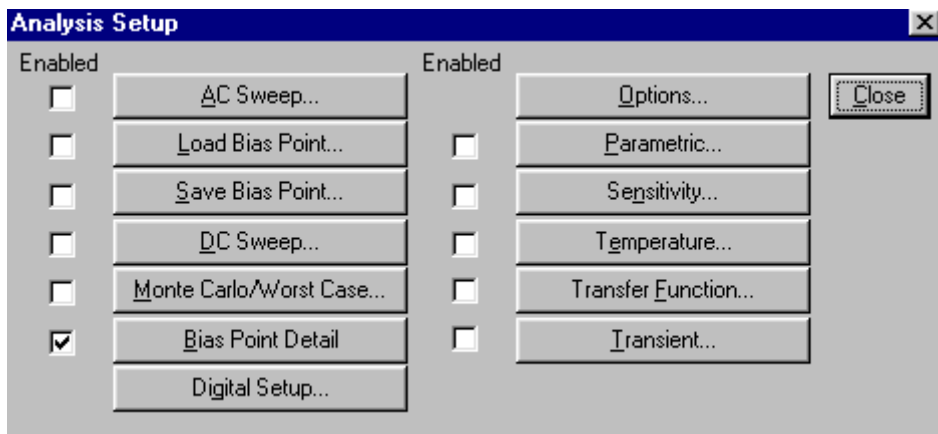 Analysis Setup
Enabled
AC Sweep...
Load Bias Point...
Save Bias Point...
DC Sweep...
Monte Carlo/Worst Case...
Bias Point Detail
Digital Setup...
Enabled
Options...
Parametric...
Sensitivity...
Temperature...
Transfer Function...
Transient...
Close